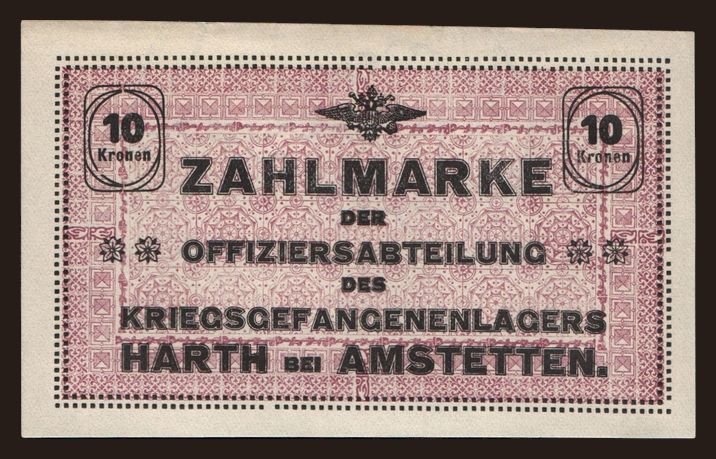 10 Kronen
10 Kronen
ZAHLMARKE
DER
OFFIZIERSABTEILUNG
DES
KRIEGSGEFANGENENLAGERS
HARTH BEI AMSTETTEN.